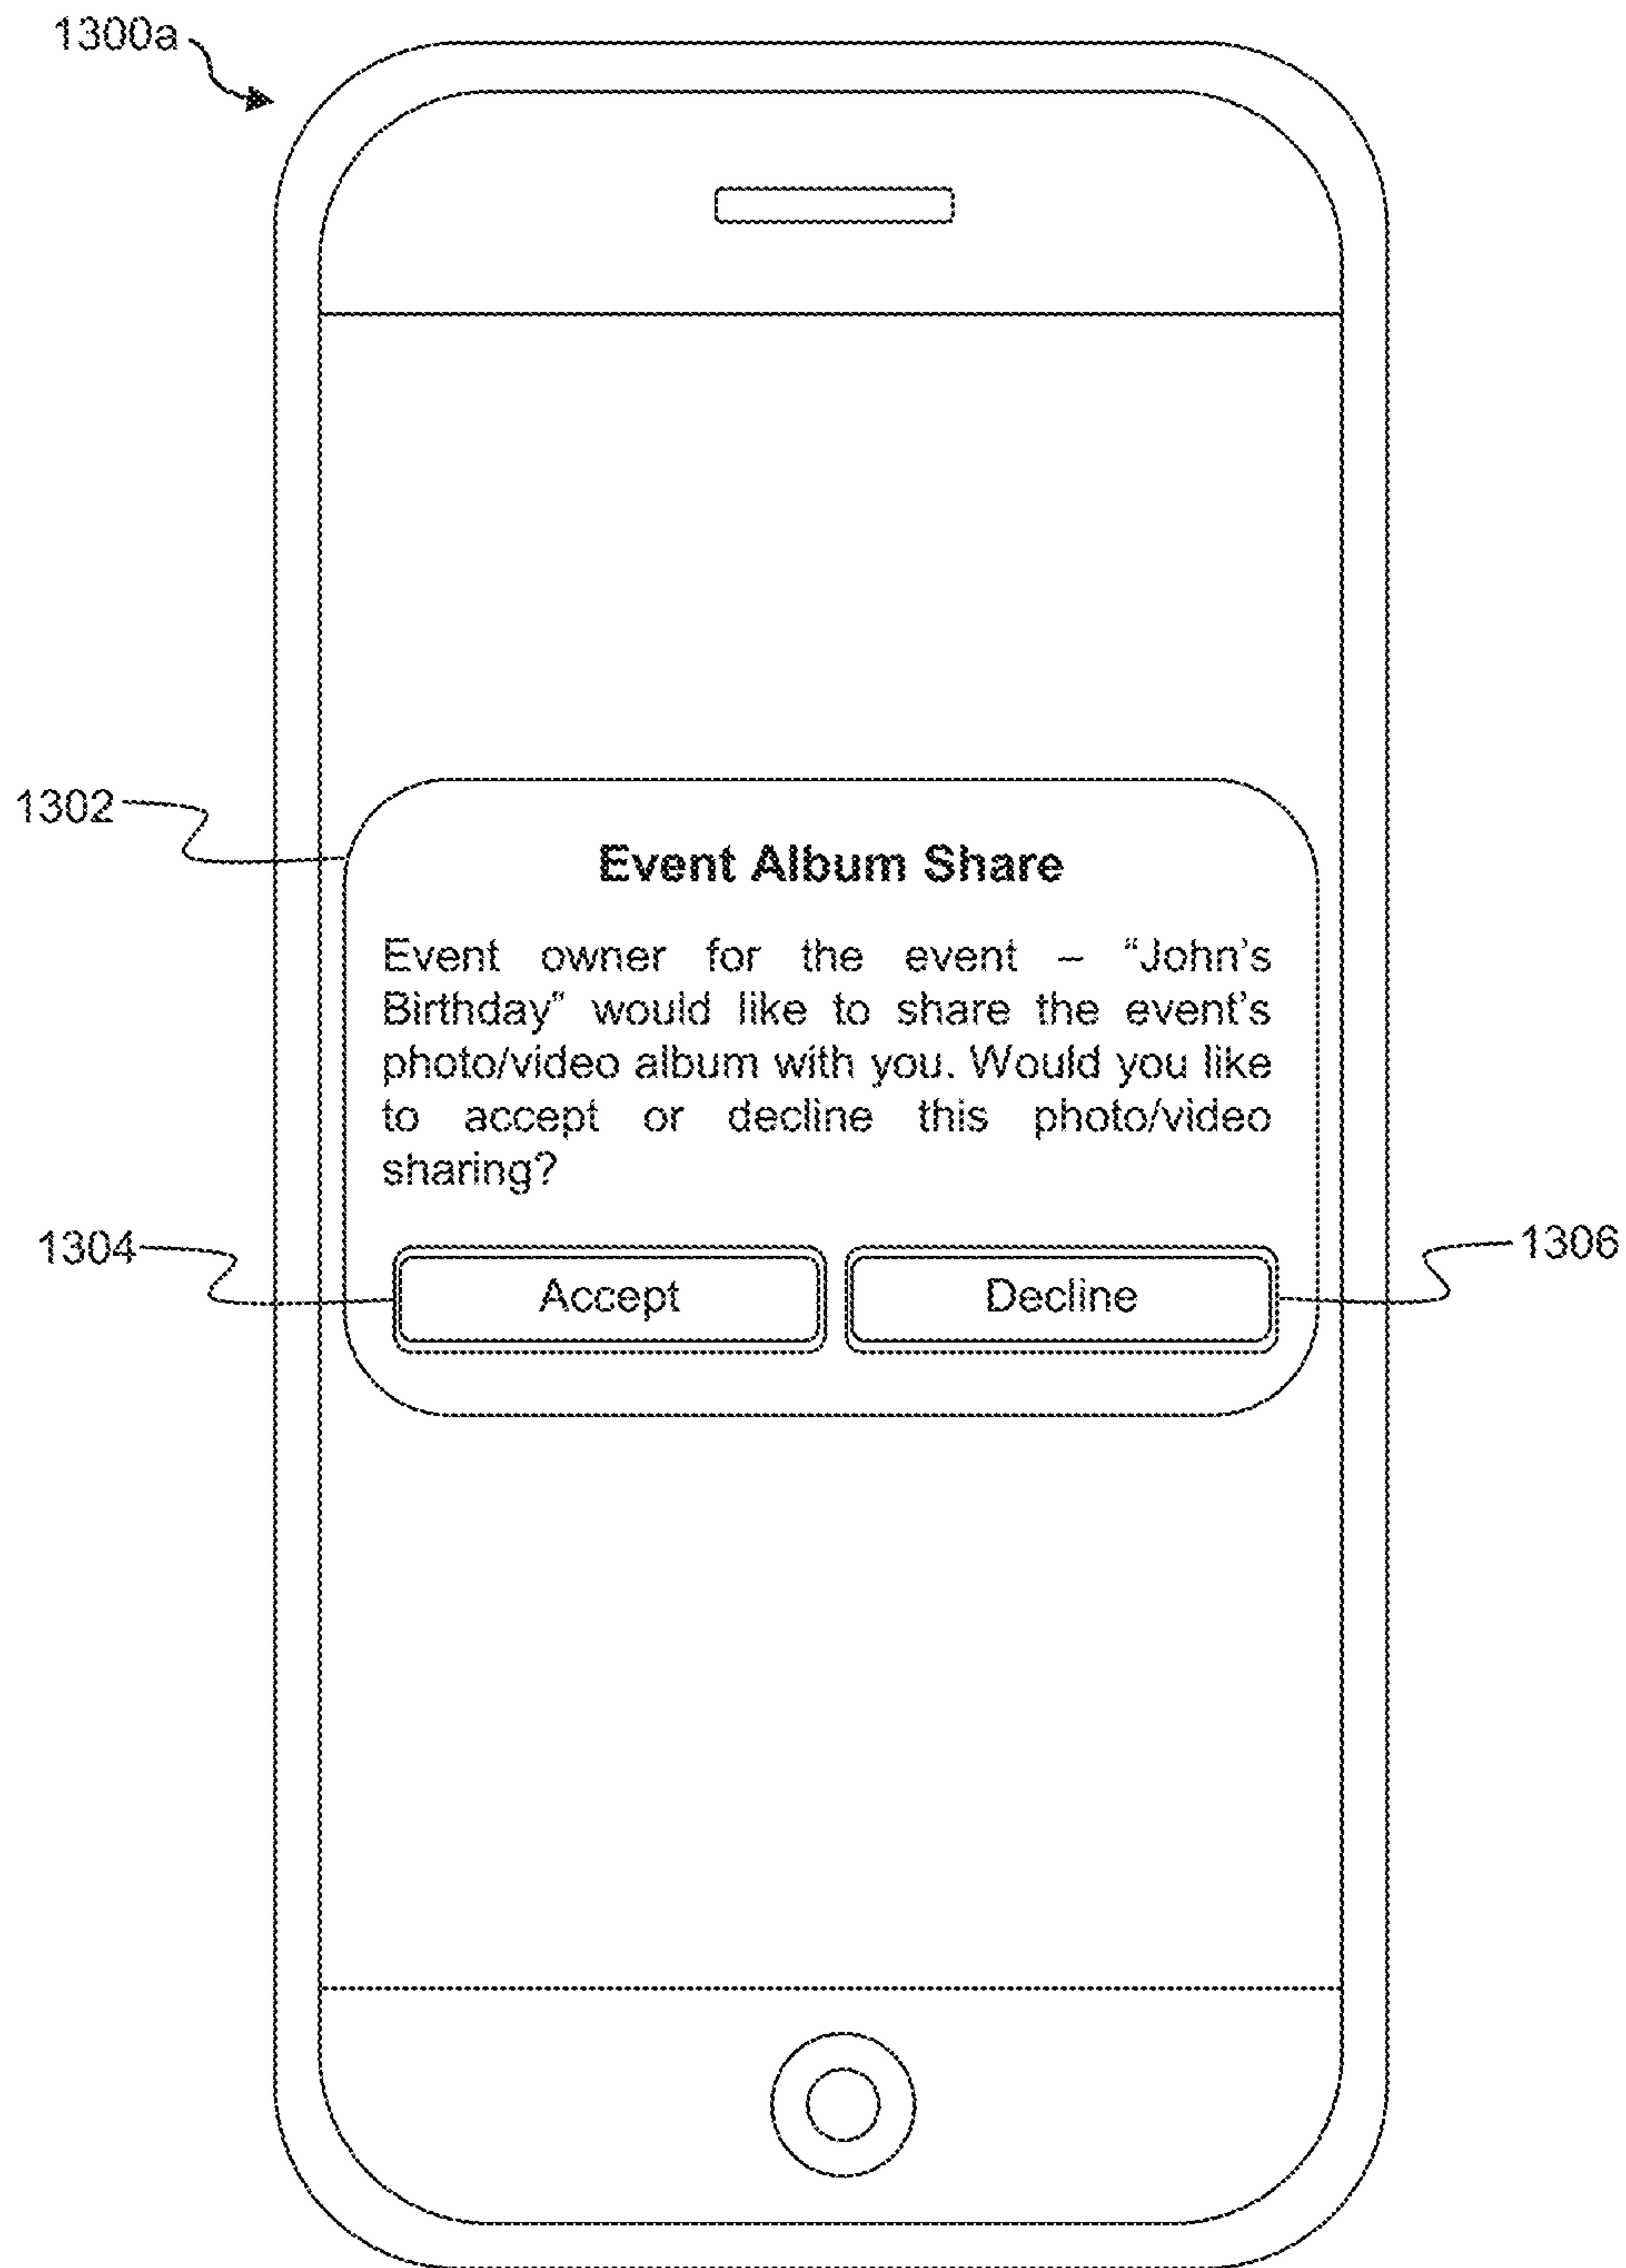 1300a
1302
Event Album Share
Event owner for the event – “John’s
Birthday” would like to share the event’s
photo/video album with you. Would you like
to accept or decline this photo/video
sharing?
1304
Accept
Decline
1306